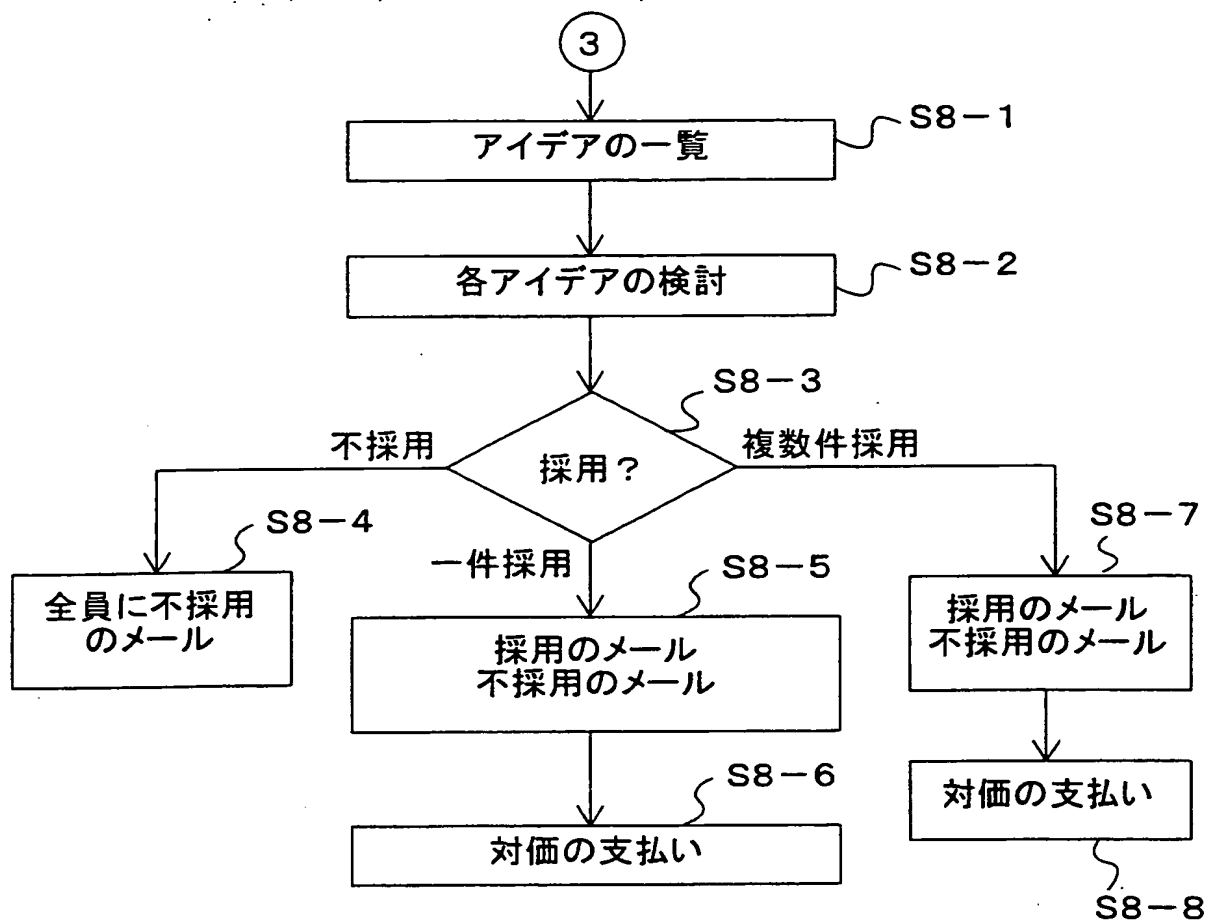 3
S8-1
アイデアの一覧
S8-2
各アイデアの検討
S8-3
不採用
複数件採用
採用？
S8-4
一件採用
S8-5
S8-7
全員に不採用
のメール
採用のメール
不採用のメール
採用のメール
不採用のメール
S8-6
対価の支払い
対価の支払い
S8-8